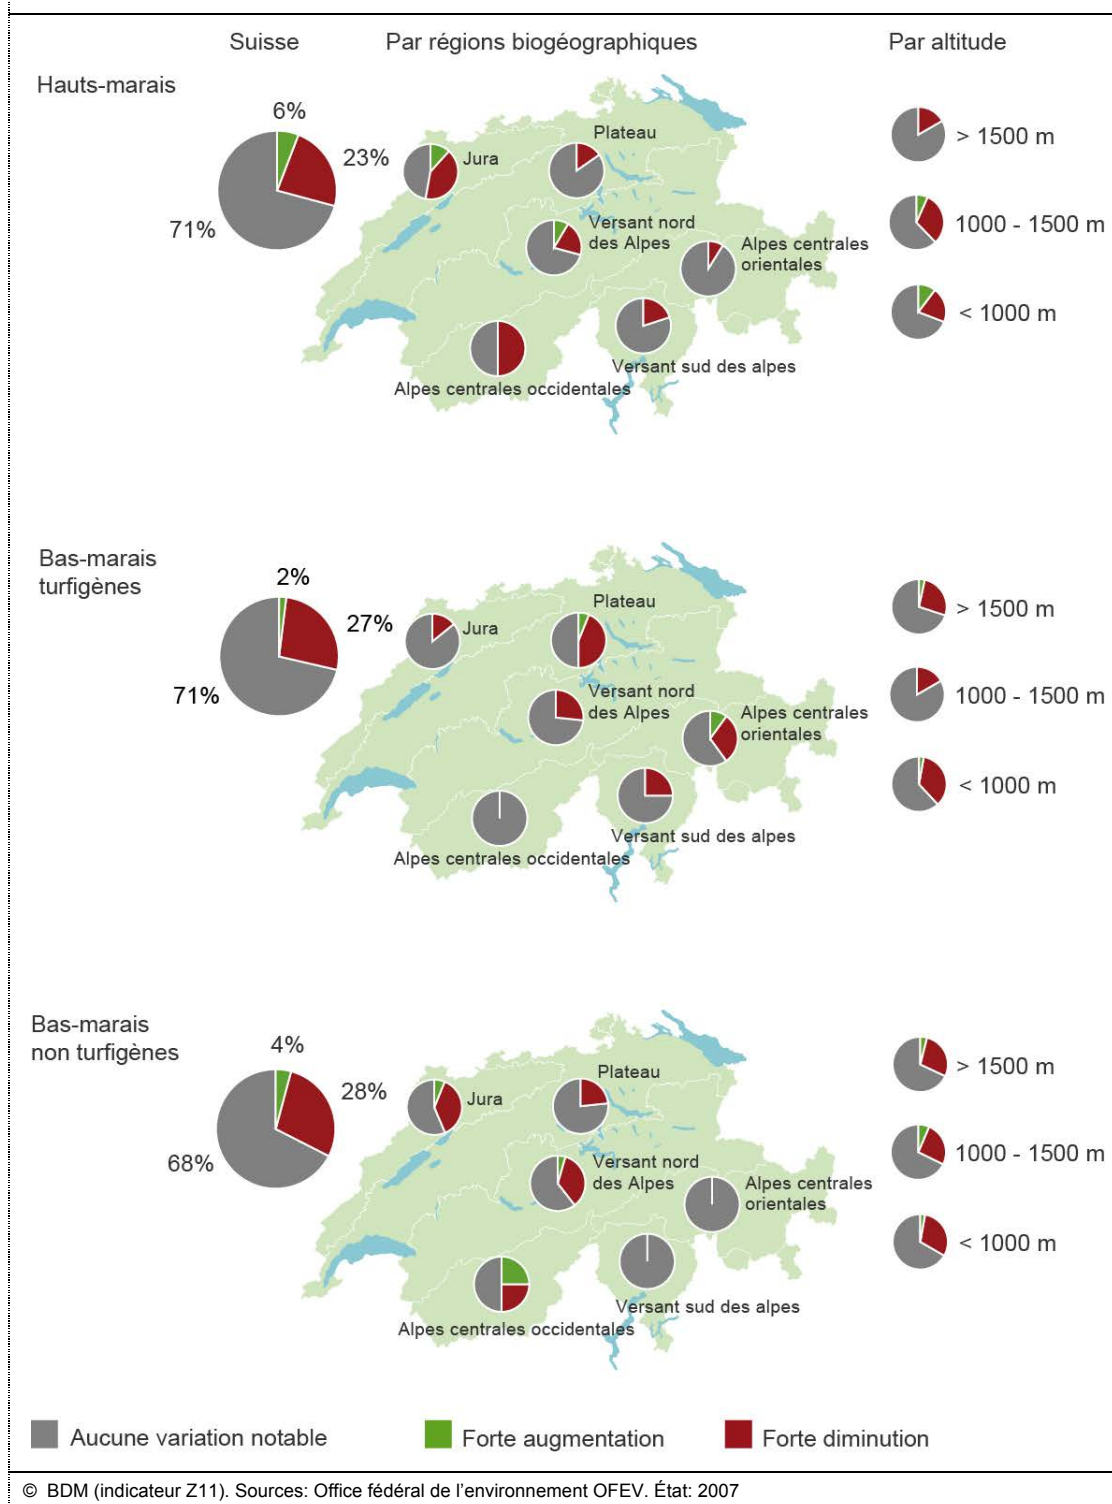 Suisse
Par régions biogéographiques
Par altitude
Hauts-marais
6%
23%
71%
Jura
Plateau
Versant nord
des Alpes
Alpes centrales
orientales
Versant sud des alpes
Alpes centrales occidentales
> 1500 m
1000 - 1500 m
< 1000 m
Bas-marais
turfigènes
2%
27%
71%
Jura
Plateau
Versant nord
des Alpes
Alpes centrales
orientales
Versant sud des alpes
Alpes centrales occidentales
> 1500 m
1000 - 1500 m
< 1000 m
Bas-marais
non turfigènes
4%
28%
68%
Jura
Plateau
Versant nord
des Alpes
Alpes centrales
orientales
Versant sud des alpes
Alpes centrales occidentales
> 1500 m
1000 - 1500 m
< 1000 m
Aucune variation notable
Forte augmentation
Forte diminution
© BDM (indicateur Z11). Sources: Office fédéral de l'environnement OFEV. État: 2007